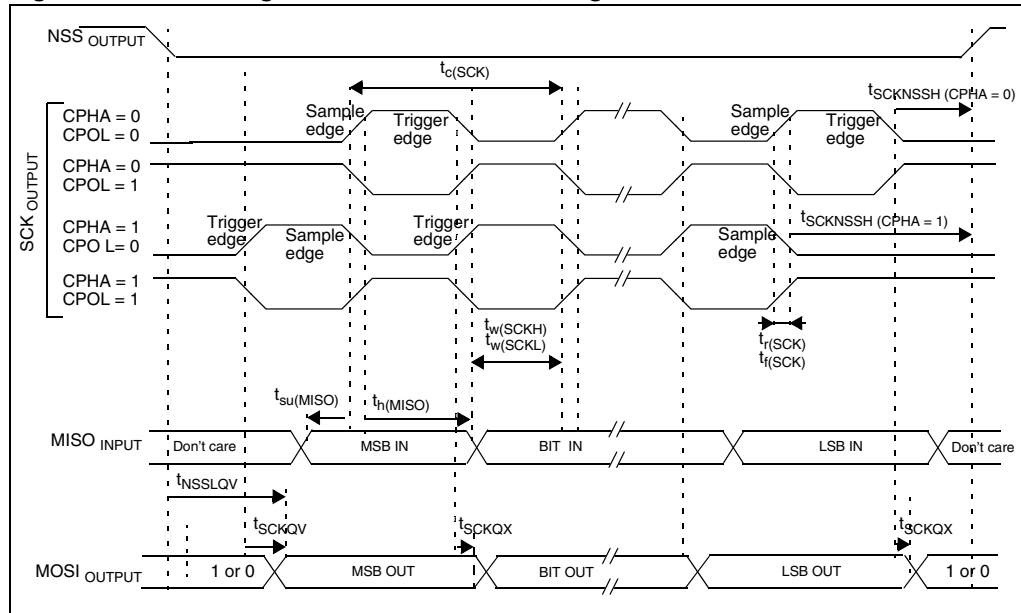 NSS OUTPUT
tc(SCK)
tSCKNSSH (CPHA = 0)
SCK OUTPUT
CPHA = 0
CPOL = 0
Sample edge
Trigger edge
Sample edge
Trigger edge
CPHA = 0
CPOL = 1
tSCKNSSH (CPHA = 1)
CPHA = 1
CPO L= 0
Trigger edge
Sample edge
Trigger edge
Sample edge
CPHA = 1
CPOL = 1
tw(SCKH)
tw(SCKL)
tr(SCK)
tf(SCK)
tsu(MISO)
th(MISO)
MISO INPUT
Don't care
MSB IN
BIT IN
LSB IN
Don't care
tNSSLQV
tSCKQV
tSCKQX
tSCKQX
MOSI OUTPUT
1 or 0
MSB OUT
BIT OUT
LSB OUT
1 or 0